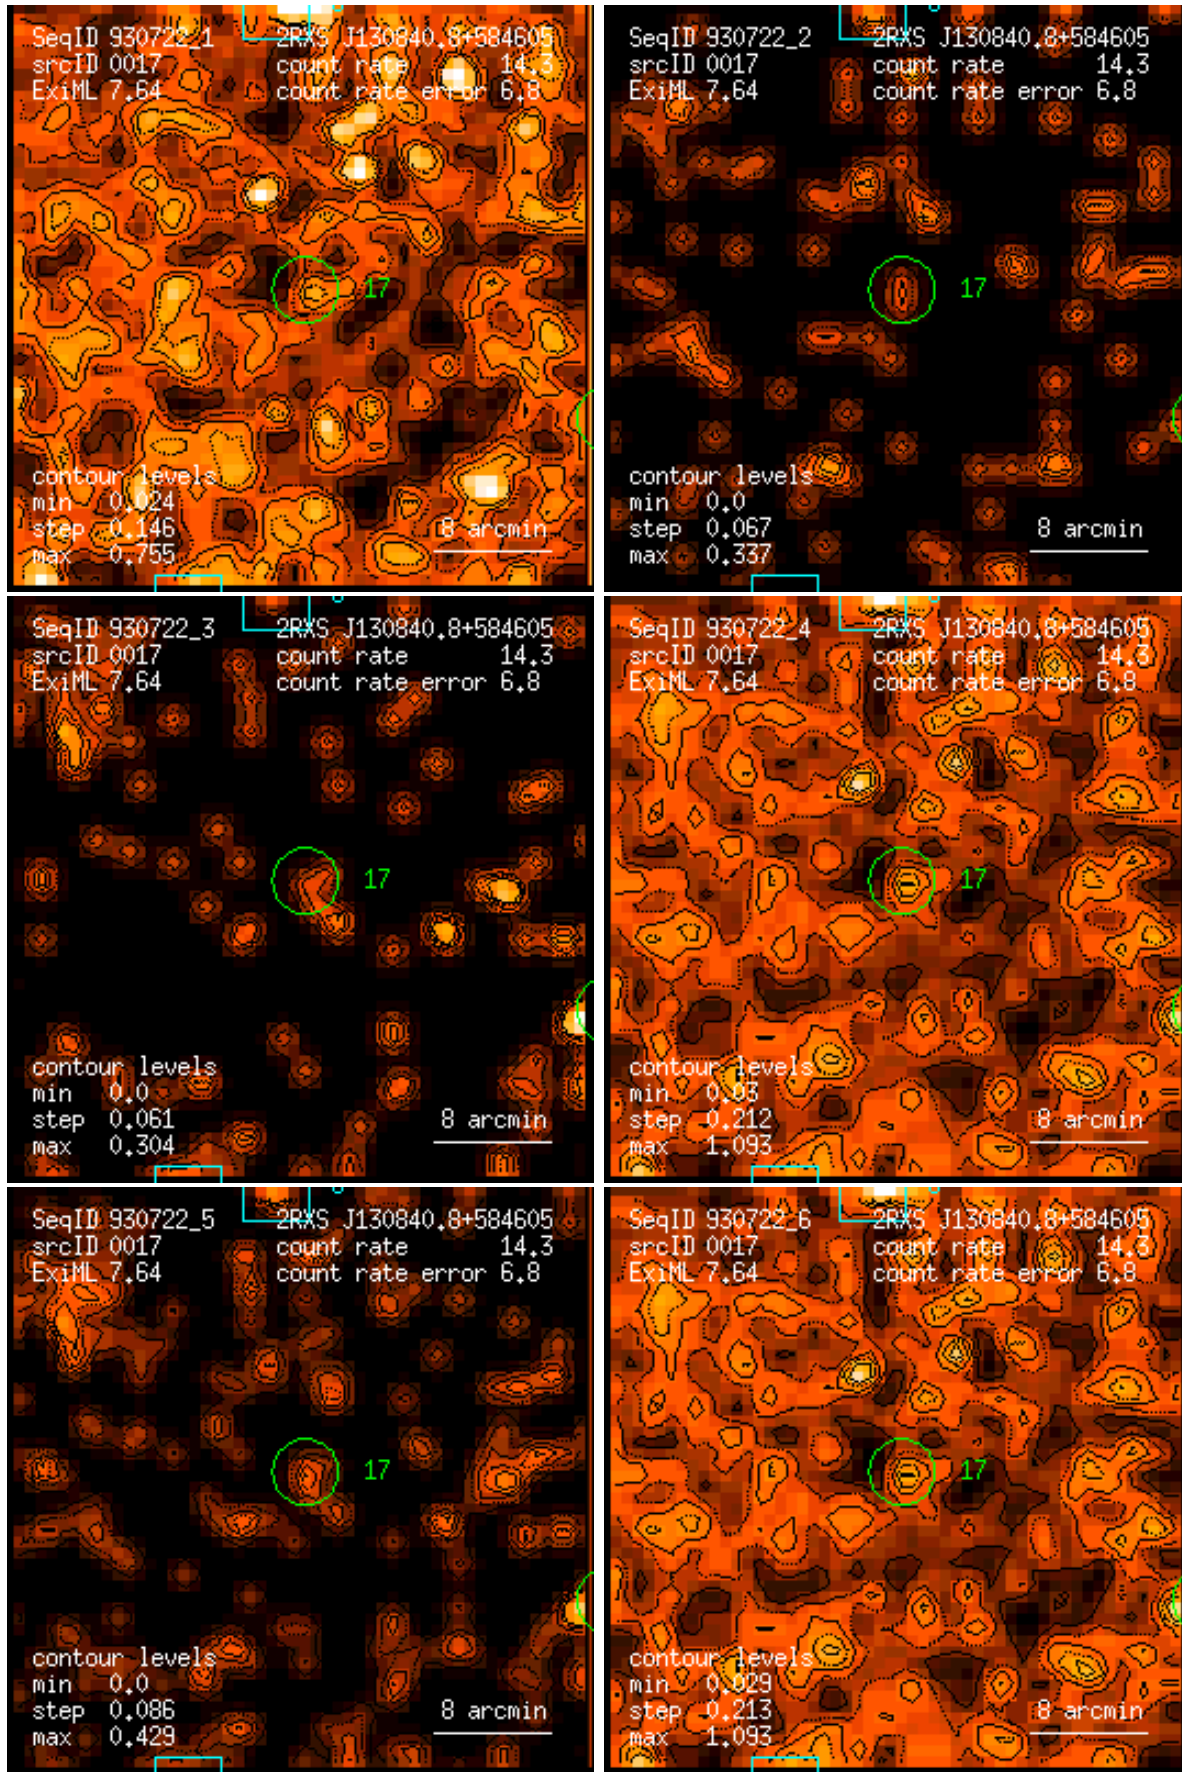 SeqID 930722_1 2RXS J130840.8+584605
srcID 0017 count rate 14.3
ExiML 7.64 count rate error 6.8
17
contour levels
min 0.024
step 0.146
max 0.755
8 arcmin
SeqID 930722_2 2RXS J130840.8+584605
srcID 0017 count rate 14.3
ExiML 7.64 count rate error 6.8
17
contour levels
min 0.0
step 0.067
max 0.337
8 arcmin
SeqID 930722_3 2RXS J130840.8+584605
srcID 0017 count rate 14.3
ExiML 7.64 count rate error 6.8
17
contour levels
min 0.0
step 0.061
max 0.304
8 arcmin
SeqID 930722_4 2RXS J130840.8+584605
srcID 0017 count rate 14.3
ExiML 7.64 count rate error 6.8
17
contour levels
min 0.03
step 0.212
max 1.093
8 arcmin
SeqID 930722_5 2RXS J130840.8+584605
srcID 0017 count rate 14.3
ExiML 7.64 count rate error 6.8
17
contour levels
min 0.0
step 0.086
max 0.429
8 arcmin
SeqID 930722_6 2RXS J130840.8+584605
srcID 0017 count rate 14.3
ExiML 7.64 count rate error 6.8
17
contour levels
min 0.029
step 0.213
max 1.093
8 arcmin